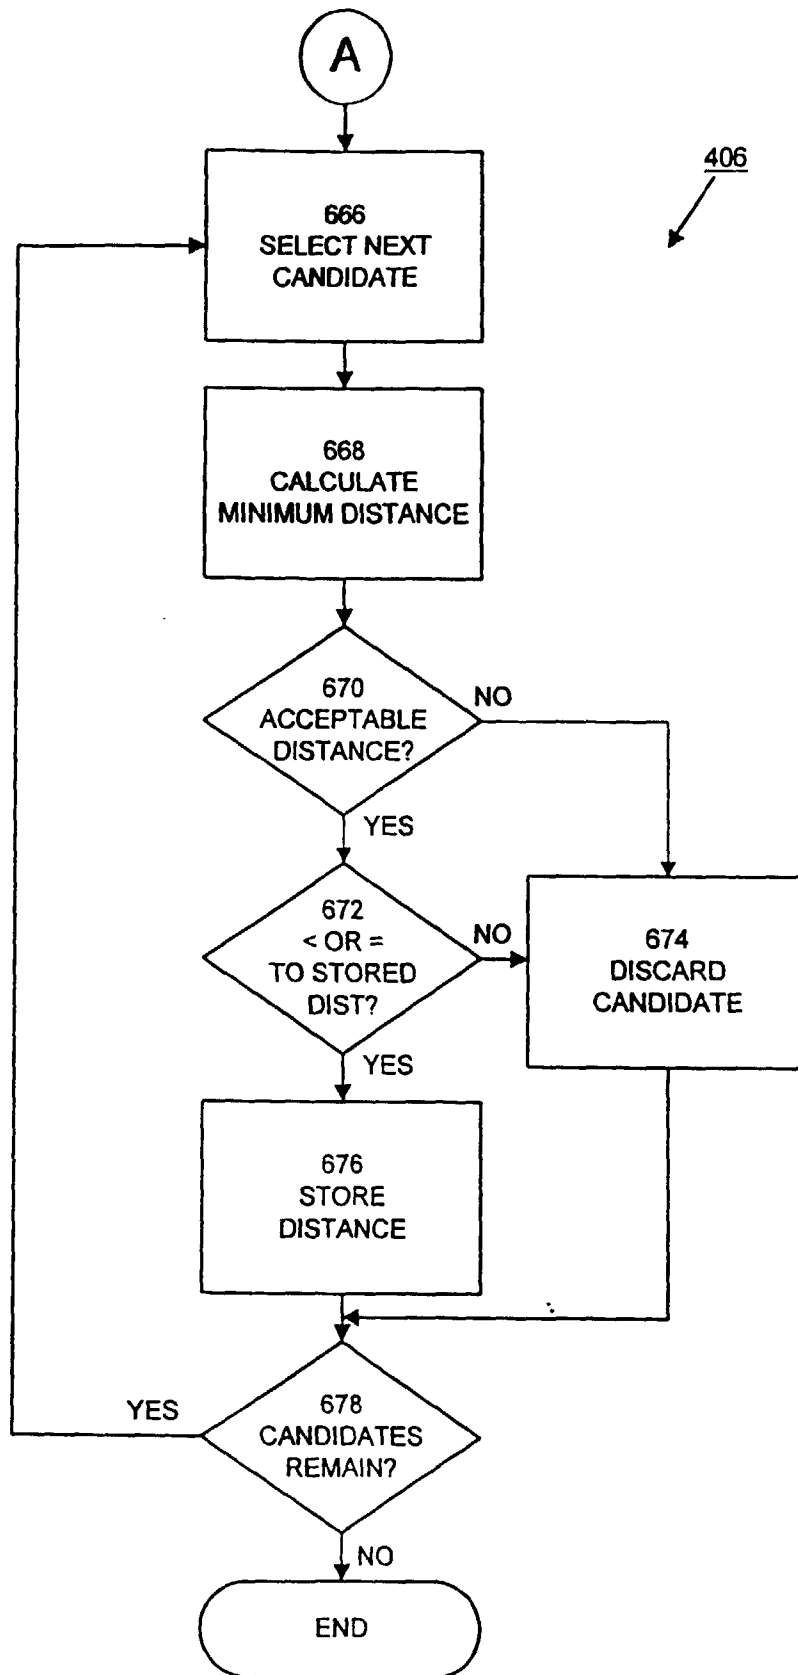 A
406
666
SELECT NEXT
CANDIDATE
668
CALCULATE
MINIMUM DISTANCE
670
ACCEPTABLE
DISTANCE?
NO
YES
672
< OR =
TO STORED
DIST?
NO
674
DISCARD
CANDIDATE
YES
676
STORE
DISTANCE
YES
678
CANDIDATES
REMAIN?
NO
END